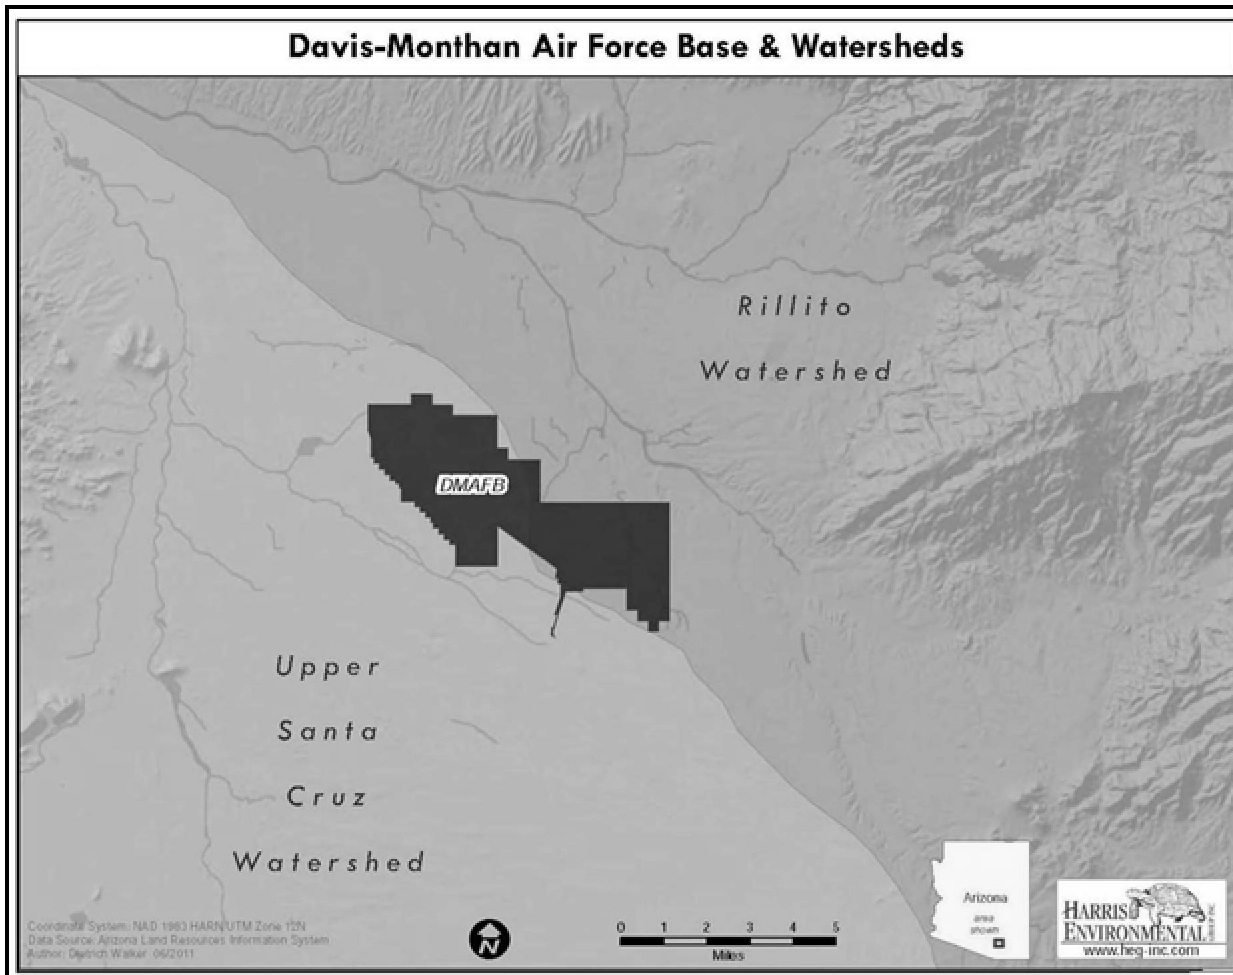 Davis-Monthan Air Force Base & Watersheds
Rillito
Watershed
DMAFB
Upper
Santa
Cruz
Watershed
Coordinate System: NAD 1983 HARN UTM Zone 12N
Data Source: Arizona Land Resources Information System
Author: Dietrich Walker 06/2011
N
0 1 2 3 4 5
Miles
Arizona
area
shown
HARRIS
ENVIRONMENTAL
www.heg-inc.com